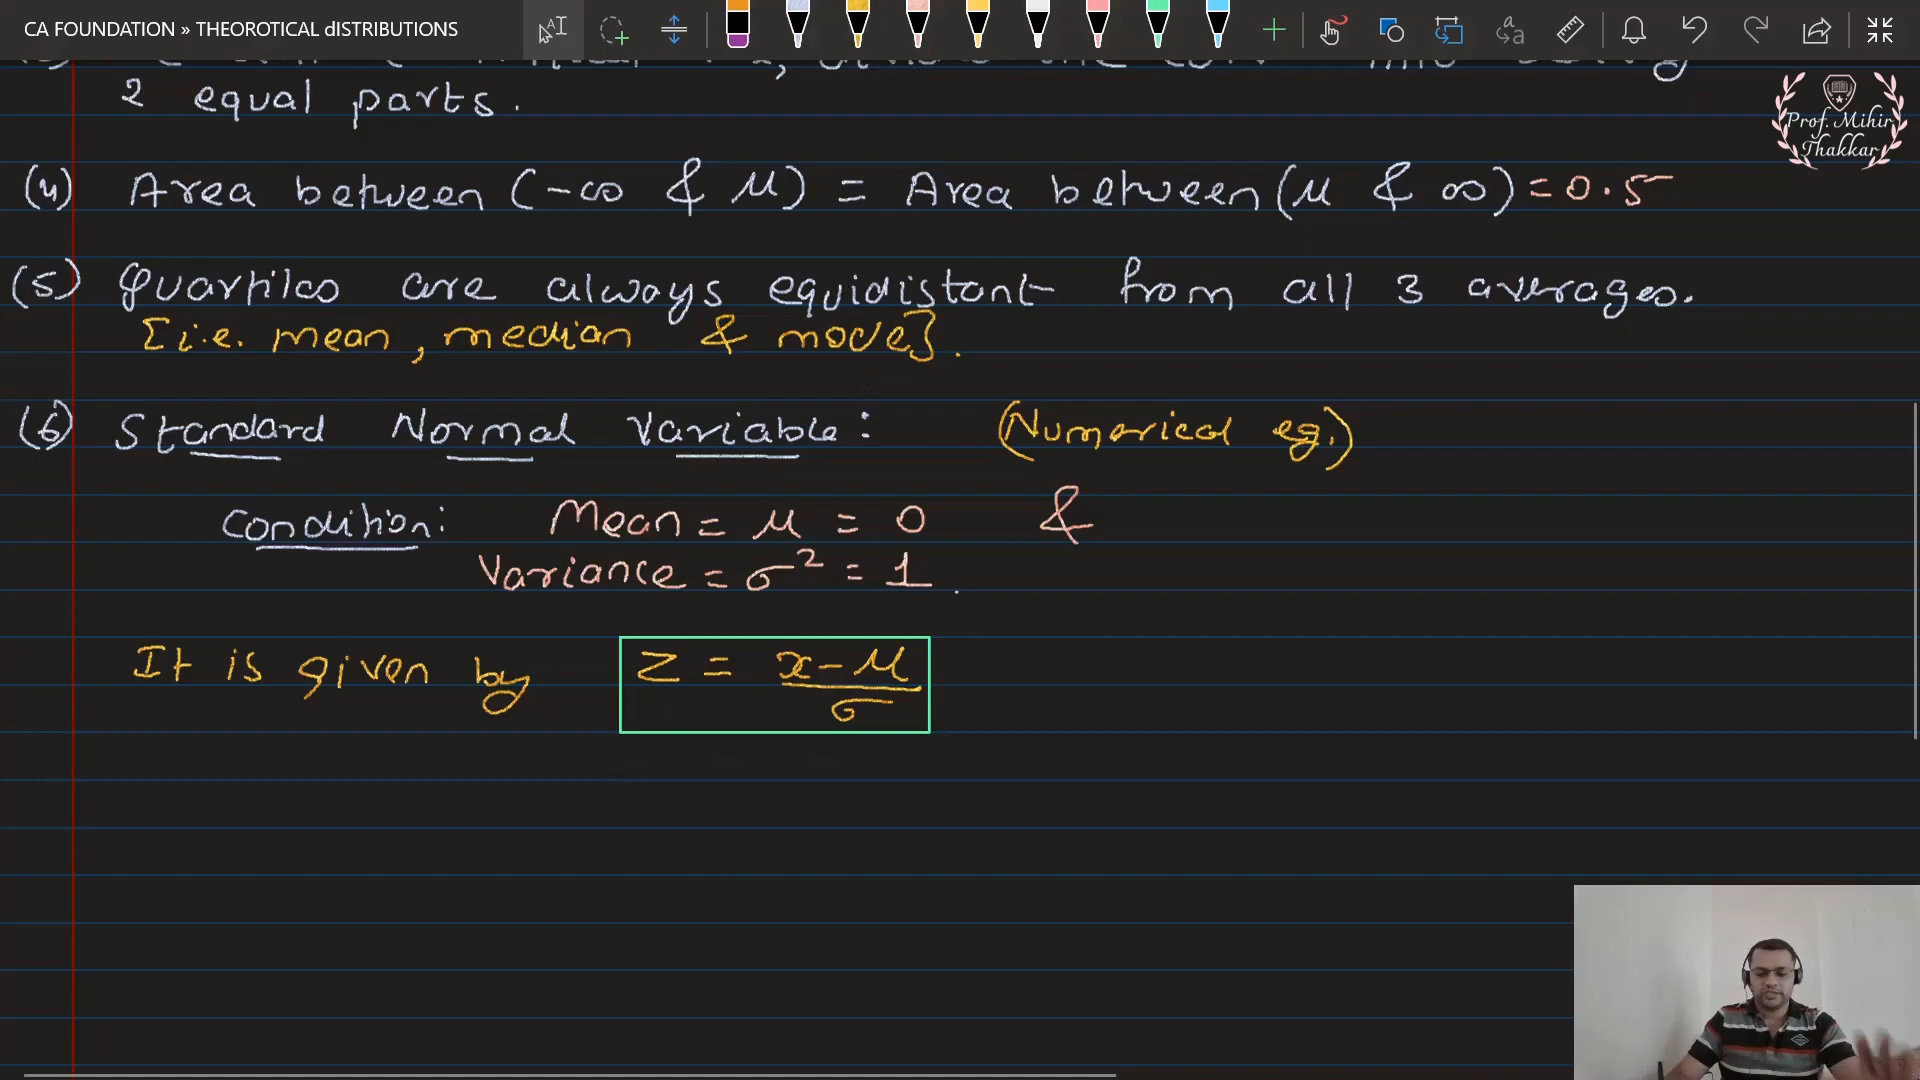 CA FOUNDATION » THEOROTICAL dISTRIBUTIONS
2 equal parts.
Prof. Mihir
Thakkar
(4) Area between (-∞ & μ) = Area between (μ & ∞) = 0.5
(5) Quartiles are always equidistant from all 3 averages.
[i.e. mean, median & mode].
(6) Standard Normal Variable: (Numerical eg.)
Condition: Mean = μ = 0 &
Variance = σ² = 1.
It is given by Z = x - μ
σ